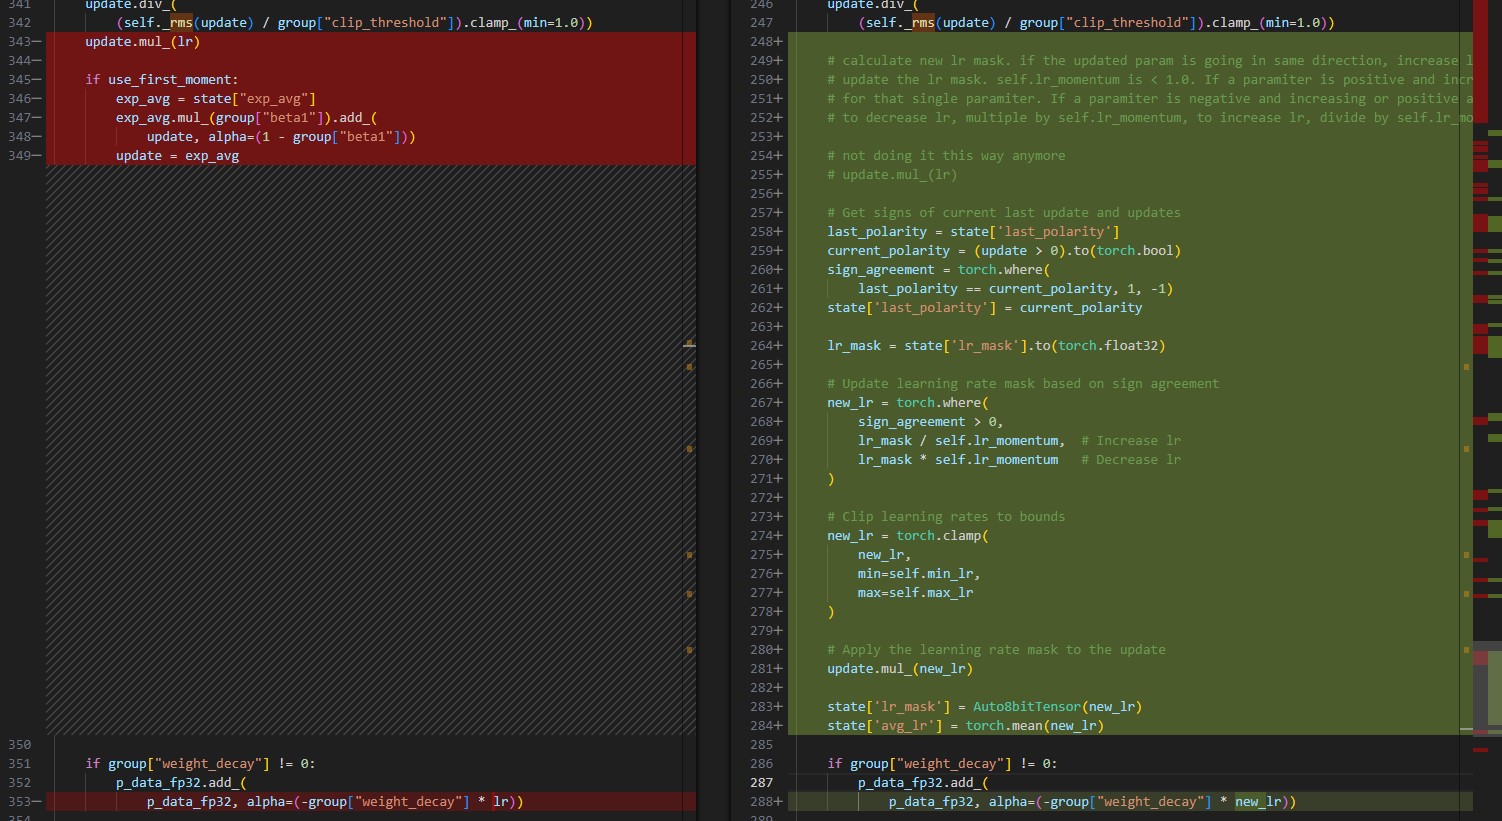 341 update.div_(
342 (self._rms(update) / group["clip_threshold"]).clamp_(min=1.0))
343— update.mul_(lr)
344—
345— if use_first_moment:
346— exp_avg = state["exp_avg"]
347— exp_avg.mul_(group["beta1"]).add_(
348— update, alpha=(1 - group["beta1"]))
349— update = exp_avg
350
351 if group["weight_decay"] != 0:
352 p_data_fp32.add_(
353— p_data_fp32, alpha=(-group["weight_decay"] * lr))
354
246 update.div_(
247 (self._rms(update) / group["clip_threshold"]).clamp_(min=1.0))
248+
249+ # calculate new lr mask. if the updated param is going in same direction, increase l
250+ # update the lr mask. self.lr_momentum is < 1.0. If a paramiter is positive and incr
251+ # for that single paramiter. If a paramiter is negative and increasing or positive a
252+ # to decrease lr, multiple by self.lr_momentum, to increase lr, divide by self.lr_mo
253+
254+ # not doing it this way anymore
255+ # update.mul_(lr)
256+
257+ # Get signs of current last update and updates
258+ last_polarity = state['last_polarity']
259+ current_polarity = (update > 0).to(torch.bool)
260+ sign_agreement = torch.where(
261+ last_polarity == current_polarity, 1, -1)
262+ state['last_polarity'] = current_polarity
263+
264+ lr_mask = state['lr_mask'].to(torch.float32)
265+
266+ # Update learning rate mask based on sign agreement
267+ new_lr = torch.where(
268+ sign_agreement > 0,
269+ lr_mask / self.lr_momentum, # Increase lr
270+ lr_mask * self.lr_momentum # Decrease lr
271+ )
272+
273+ # Clip learning rates to bounds
274+ new_lr = torch.clamp(
275+ new_lr,
276+ min=self.min_lr,
277+ max=self.max_lr
278+ )
279+
280+ # Apply the learning rate mask to the update
281+ update.mul_(new_lr)
282+
283+ state['lr_mask'] = Auto8bitTensor(new_lr)
284+ state['avg_lr'] = torch.mean(new_lr)
285
286 if group["weight_decay"] != 0:
287 p_data_fp32.add_(
288+ p_data_fp32, alpha=(-group["weight_decay"] * new_lr))
289